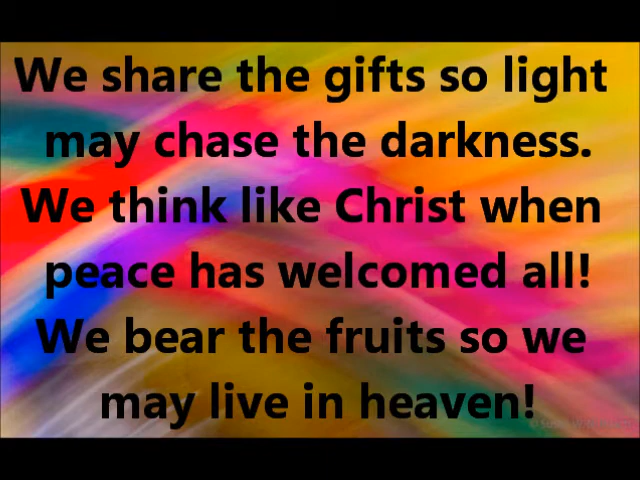 We share the gifts so light
may chase the darkness.
We think like Christ when
peace has welcomed all!
We bear the fruits so we
may live in heaven!